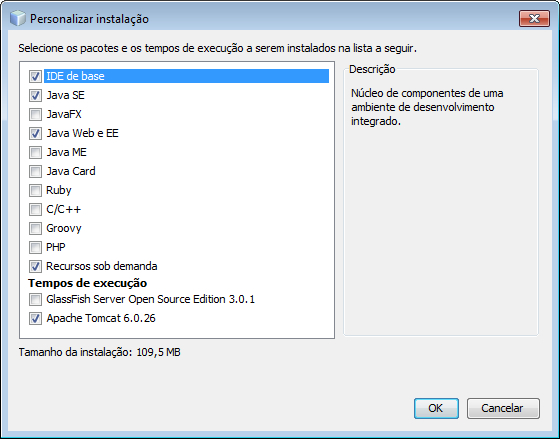 Personalizar instalação
Selecione os pacotes e os tempos de execução a serem instalados na lista a seguir.
IDE de base
Java SE
JavaFX
Java Web e EE
Java ME
Java Card
Ruby
C/C++
Groovy
PHP
Recursos sob demanda
Tempos de execução
GlassFish Server Open Source Edition 3.0.1
Apache Tomcat 6.0.26
Descrição
Núcleo de componentes de uma
ambiente de desenvolvimento
integrado.
Tamanho da instalação: 109,5 MB
OK
Cancelar